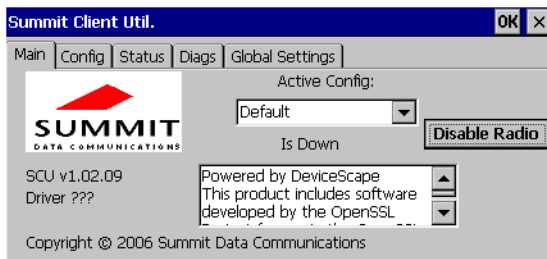 Summit Client Util.
OK ×
Main Config Status Diags Global Settings
Active Config:
Default
SUMMIT
DATA COMMUNICATIONS
Is Down
Disable Radio
SCU v1.02.09
Driver ???
Powered by DeviceScape
This product includes software
developed by the OpenSSL
Copyright © 2006 Summit Data Communications